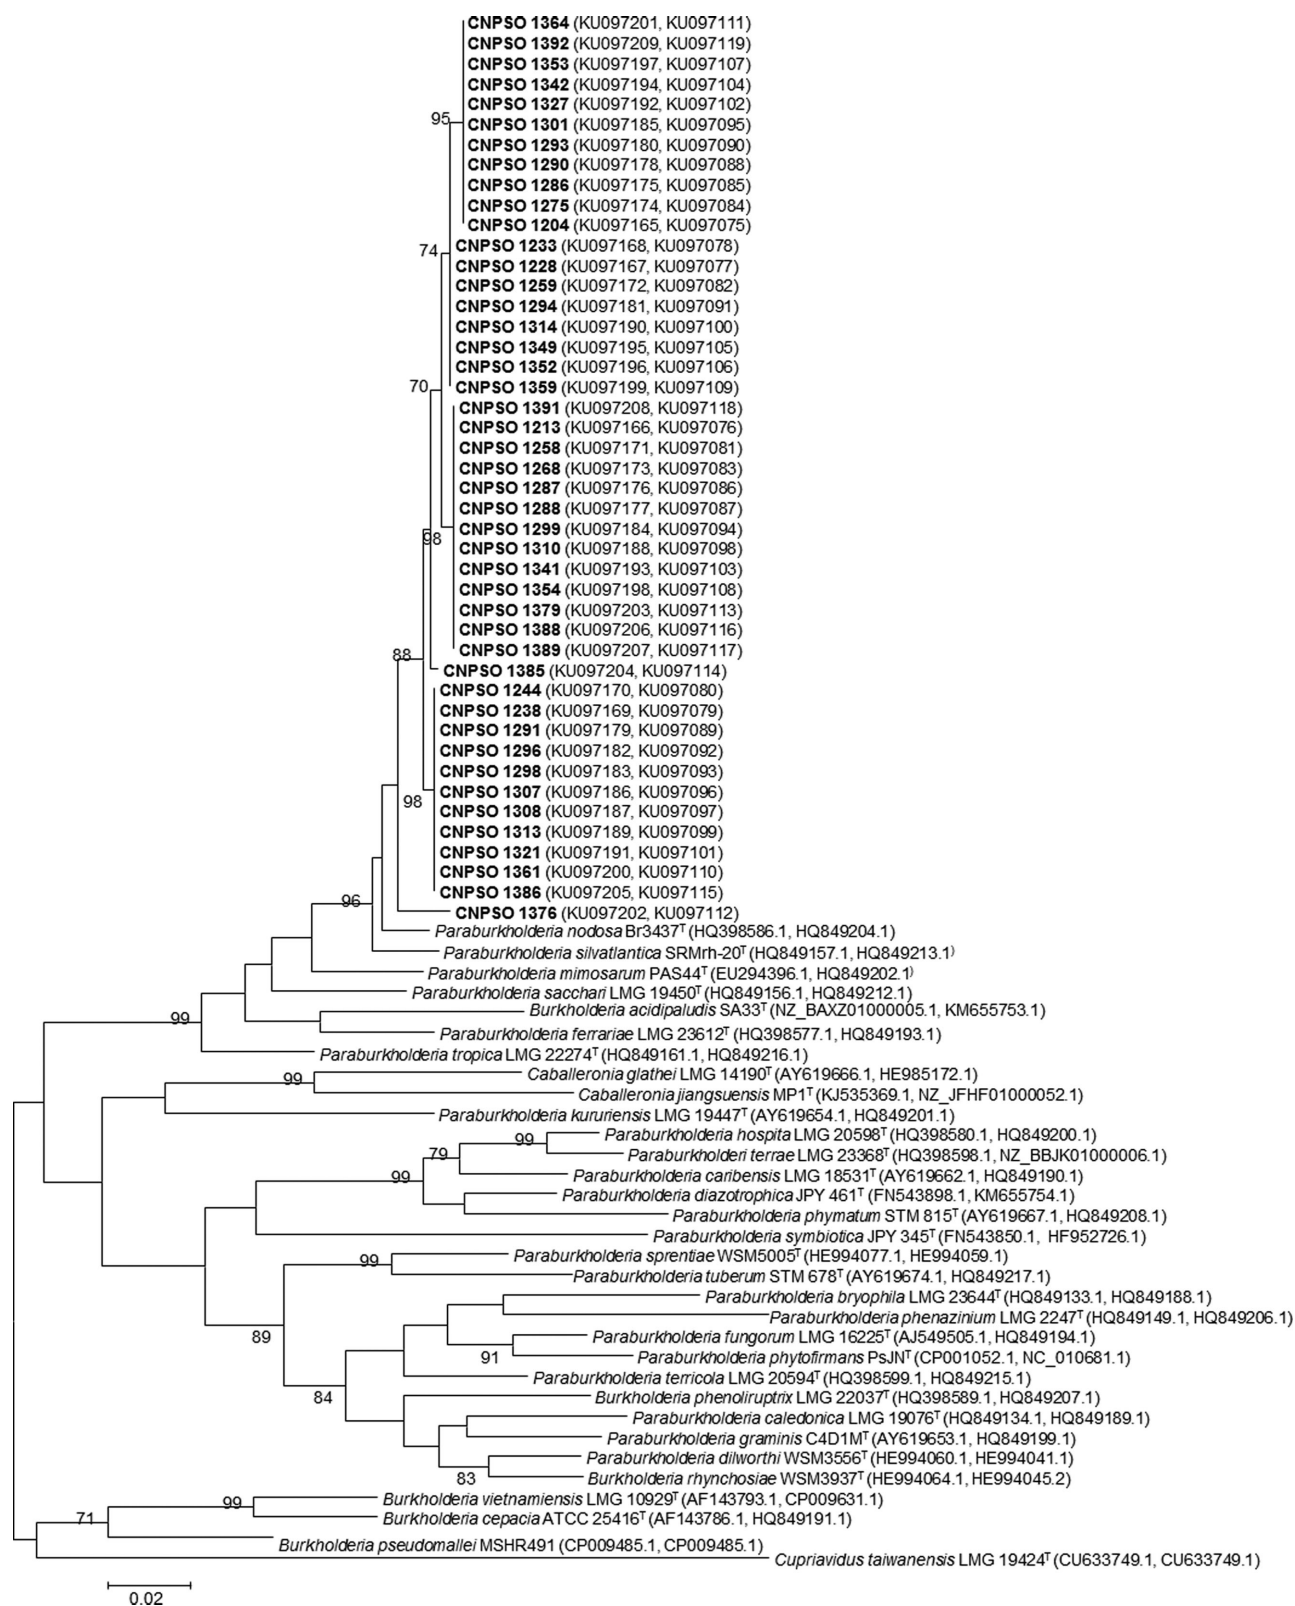 CNPSO 1364 (KU097201, KU097111)
CNPSO 1392 (KU097209, KU097119)
CNPSO 1353 (KU097197, KU097107)
CNPSO 1342 (KU097194, KU097104)
CNPSO 1327 (KU097192, KU097102)
95 CNPSO 1301 (KU097185, KU097095)
CNPSO 1293 (KU097180, KU097090)
CNPSO 1290 (KU097178, KU097088)
CNPSO 1286 (KU097175, KU097085)
CNPSO 1275 (KU097174, KU097084)
CNPSO 1204 (KU097165, KU097075)
74 CNPSO 1233 (KU097168, KU097078)
CNPSO 1228 (KU097167, KU097077)
CNPSO 1259 (KU097172, KU097082)
CNPSO 1294 (KU097181, KU097091)
CNPSO 1314 (KU097190, KU097100)
CNPSO 1349 (KU097195, KU097105)
CNPSO 1352 (KU097196, KU097106)
70 CNPSO 1359 (KU097199, KU097109)
CNPSO 1391 (KU097208, KU097118)
CNPSO 1213 (KU097166, KU097076)
CNPSO 1258 (KU097171, KU097081)
CNPSO 1268 (KU097173, KU097083)
CNPSO 1287 (KU097176, KU097086)
CNPSO 1288 (KU097177, KU097087)
CNPSO 1299 (KU097184, KU097094)
98 CNPSO 1310 (KU097188, KU097098)
CNPSO 1341 (KU097193, KU097103)
CNPSO 1354 (KU097198, KU097108)
CNPSO 1379 (KU097203, KU097113)
CNPSO 1388 (KU097206, KU097116)
88 CNPSO 1389 (KU097207, KU097117)
CNPSO 1385 (KU097204, KU097114)
CNPSO 1244 (KU097170, KU097080)
CNPSO 1238 (KU097169, KU097079)
CNPSO 1291 (KU097179, KU097089)
CNPSO 1296 (KU097182, KU097092)
CNPSO 1298 (KU097183, KU097093)
CNPSO 1307 (KU097186, KU097096)
98 CNPSO 1308 (KU097187, KU097097)
CNPSO 1313 (KU097189, KU097099)
CNPSO 1321 (KU097191, KU097101)
CNPSO 1361 (KU097200, KU097110)
CNPSO 1386 (KU097205, KU097115)
96 CNPSO 1376 (KU097202, KU097112)
Paraburkholderia nodosa Br3437ᵀ (HQ398586.1, HQ849204.1)
Paraburkholderia silvatlantica SRMrh-20ᵀ (HQ849157.1, HQ849213.1)
Paraburkholderia mimosarum PAS44ᵀ (EU294396.1, HQ849202.1)
Paraburkholderia sacchari LMG 19450ᵀ (HQ849156.1, HQ849212.1)
99 Burkholderia acidipaludis SA33ᵀ (NZ_BAXZ01000005.1, KM655753.1)
Paraburkholderia ferrariae LMG 23612ᵀ (HQ398577.1, HQ849193.1)
Paraburkholderia tropica LMG 22274ᵀ (HQ849161.1, HQ849216.1)
99 Caballeronia glathei LMG 14190ᵀ (AY619666.1, HE985172.1)
Caballeronia jiangsuensis MP1ᵀ (KJ535369.1, NZ_JFHF01000052.1)
Paraburkholderia kururiensis LMG 19447ᵀ (AY619654.1, HQ849201.1)
99 Paraburkholderia hospita LMG 20598ᵀ (HQ398580.1, HQ849200.1)
79 Paraburkholderi terrae LMG 23368ᵀ (HQ398598.1, NZ_BBJK01000006.1)
99 Paraburkholderia caribensis LMG 18531ᵀ (AY619662.1, HQ849190.1)
Paraburkholderia diazotrophica JPY 461ᵀ (FN543898.1, KM655754.1)
Paraburkholderia phymatum STM 815ᵀ (AY619667.1, HQ849208.1)
Paraburkholderia symbiotica JPY 345ᵀ (FN543850.1, HF952726.1)
99 Paraburkholderia sprentiae WSM5005ᵀ (HE994077.1, HE994059.1)
Paraburkholderia tuberum STM 678ᵀ (AY619674.1, HQ849217.1)
Paraburkholderia bryophila LMG 23644ᵀ (HQ849133.1, HQ849188.1)
Paraburkholderia phenazinium LMG 2247ᵀ (HQ849149.1, HQ849206.1)
89 Paraburkholderia fungorum LMG 16225ᵀ (AJ549505.1, HQ849194.1)
91 Paraburkholderia phytofirmans PsJNᵀ (CP001052.1, NC_010681.1)
Paraburkholderia terricola LMG 20594ᵀ (HQ398599.1, HQ849215.1)
84 Burkholderia phenoliruptrix LMG 22037ᵀ (HQ398589.1, HQ849207.1)
Paraburkholderia caledonica LMG 19076ᵀ (HQ849134.1, HQ849189.1)
Paraburkholderia graminis C4D1Mᵀ (AY619653.1, HQ849199.1)
Paraburkholderia dilworthi WSM3556ᵀ (HE994060.1, HE994041.1)
83 Burkholderia rhynchosiae WSM3937ᵀ (HE994064.1, HE994045.2)
99 Burkholderia vietnamiensis LMG 10929ᵀ (AF143793.1, CP009631.1)
71 Burkholderia cepacia ATCC 25416ᵀ (AF143786.1, HQ849191.1)
Burkholderia pseudomallei MSHR491 (CP009485.1, CP009485.1)
Cupriavidus taiwanensis LMG 19424ᵀ (CU633749.1, CU633749.1)
0.02